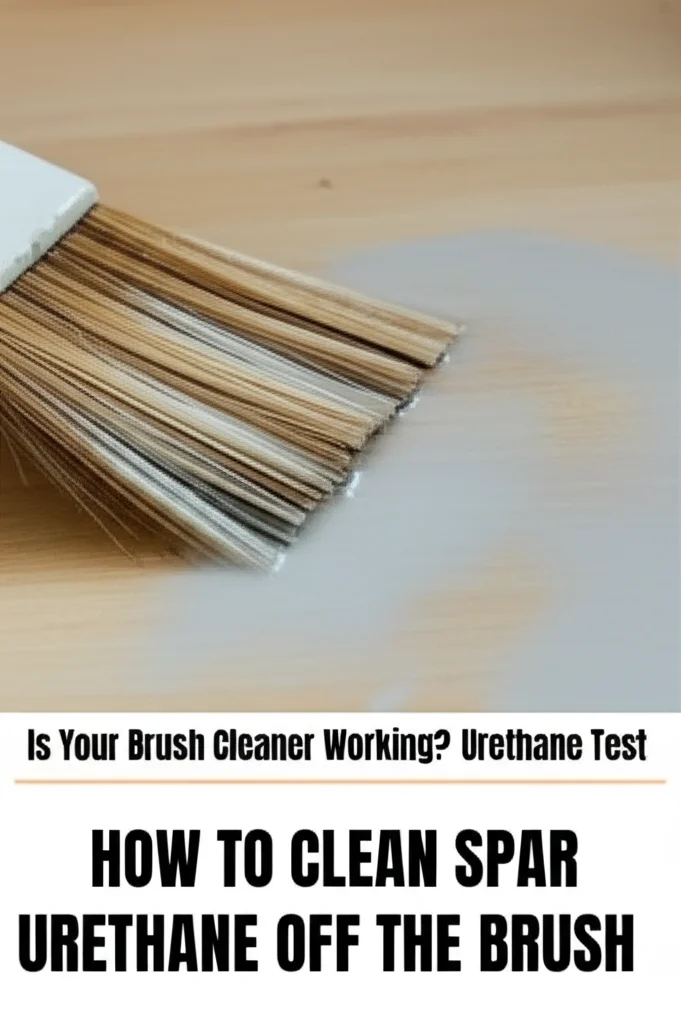 Is Your Brush Cleaner Working? Urethane Test
HOW TO CLEAN SPAR
URETHANE OFF THE BRUSH